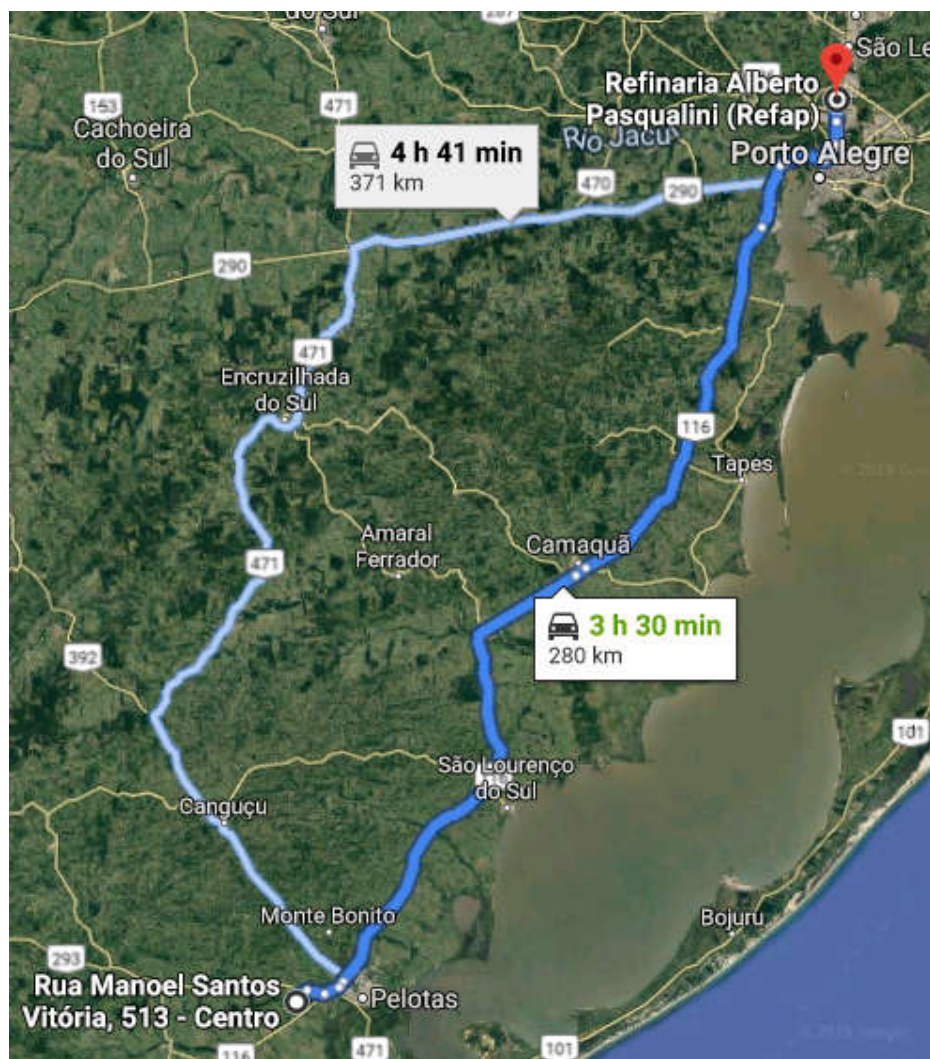 do Sul
287
São Le
Refinaria Alberto
Pasqualini (Refap)
153
471
Cachoeira
do Sul
Rio Jacuí
4 h 41 min
371 km
Porto Alegre
470
290
290
471
Encruzilhada
do Sul
116
Tapes
Amaral
Ferrador
Camaquã
471
3 h 30 min
280 km
392
101
São Lourenço
do Sul
Canguçu
Monte Bonito
Bojuru
293
Rua Manoel Santos
Vitória, 513 - Centro
Pelotas
116
471
101